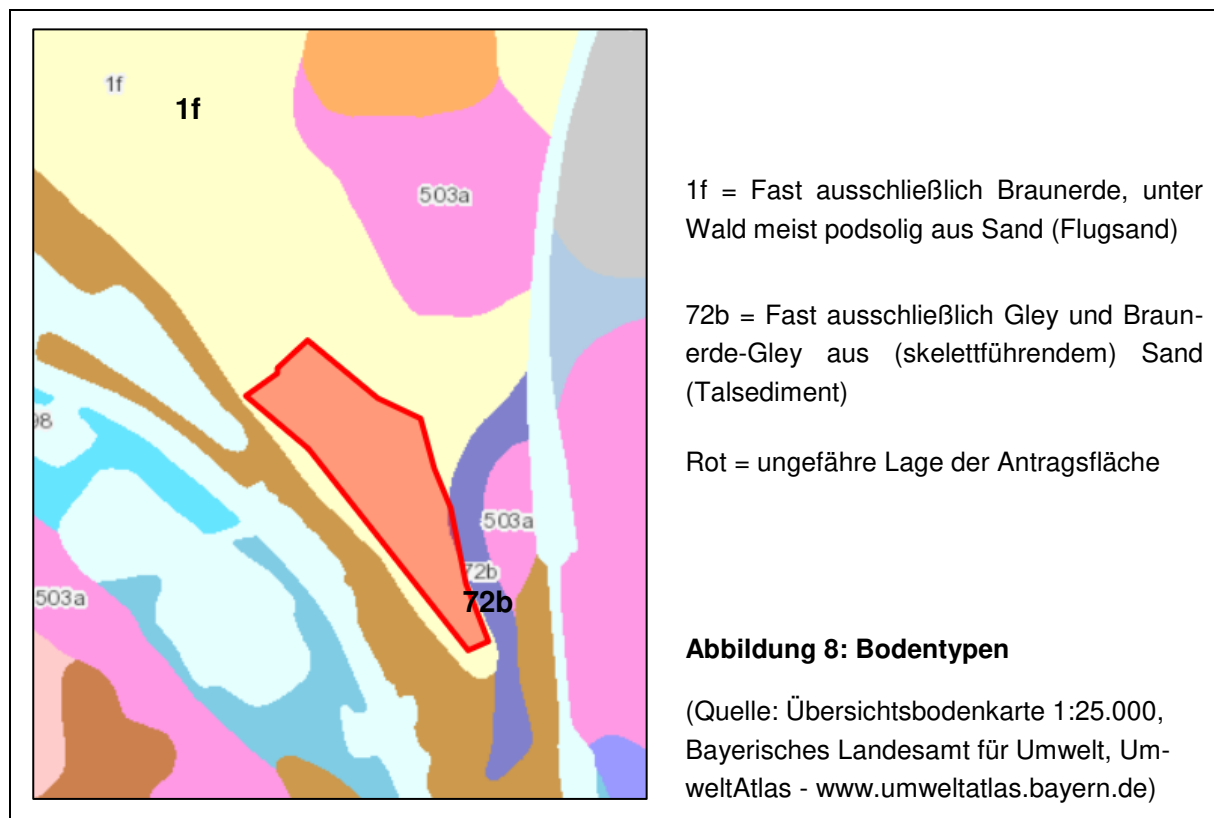 1f
1f
503a
98
503a
72b
72b
503a
1f = Fast ausschließlich Braunerde, unter
Wald meist podsolig aus Sand (Flugsand)
72b = Fast ausschließlich Gley und Braun-
erde-Gley aus (skelettführendem) Sand
(Talsediment)
Rot = ungefähre Lage der Antragsfläche
Abbildung 8: Bodentypen
(Quelle: Übersichtsbodenkarte 1:25.000,
Bayerisches Landesamt für Umwelt, Um-
weltAtlas - www.umweltatlas.bayern.de)